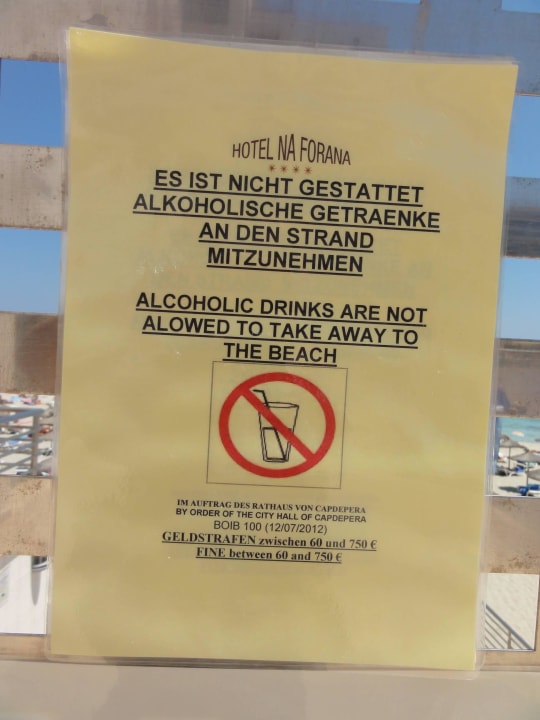 HOTEL NA FORANA
ES IST NICHT GESTATTET
ALKOHOLISCHE GETRAENKE
AN DEN STRAND
MITZUNEHMEN
ALCOHOLIC DRINKS ARE NOT
ALOWED TO TAKE AWAY TO
THE BEACH
IM AUFTRAG DES RATHAUS VON CAPDEPERA
BY ORDER OF THE CITY HALL OF CAPDEPERA
BOIB 100 (12/07/2012)
GELDSTRAFEN zwischen 60 und 750 €
FINE between 60 and 750 €